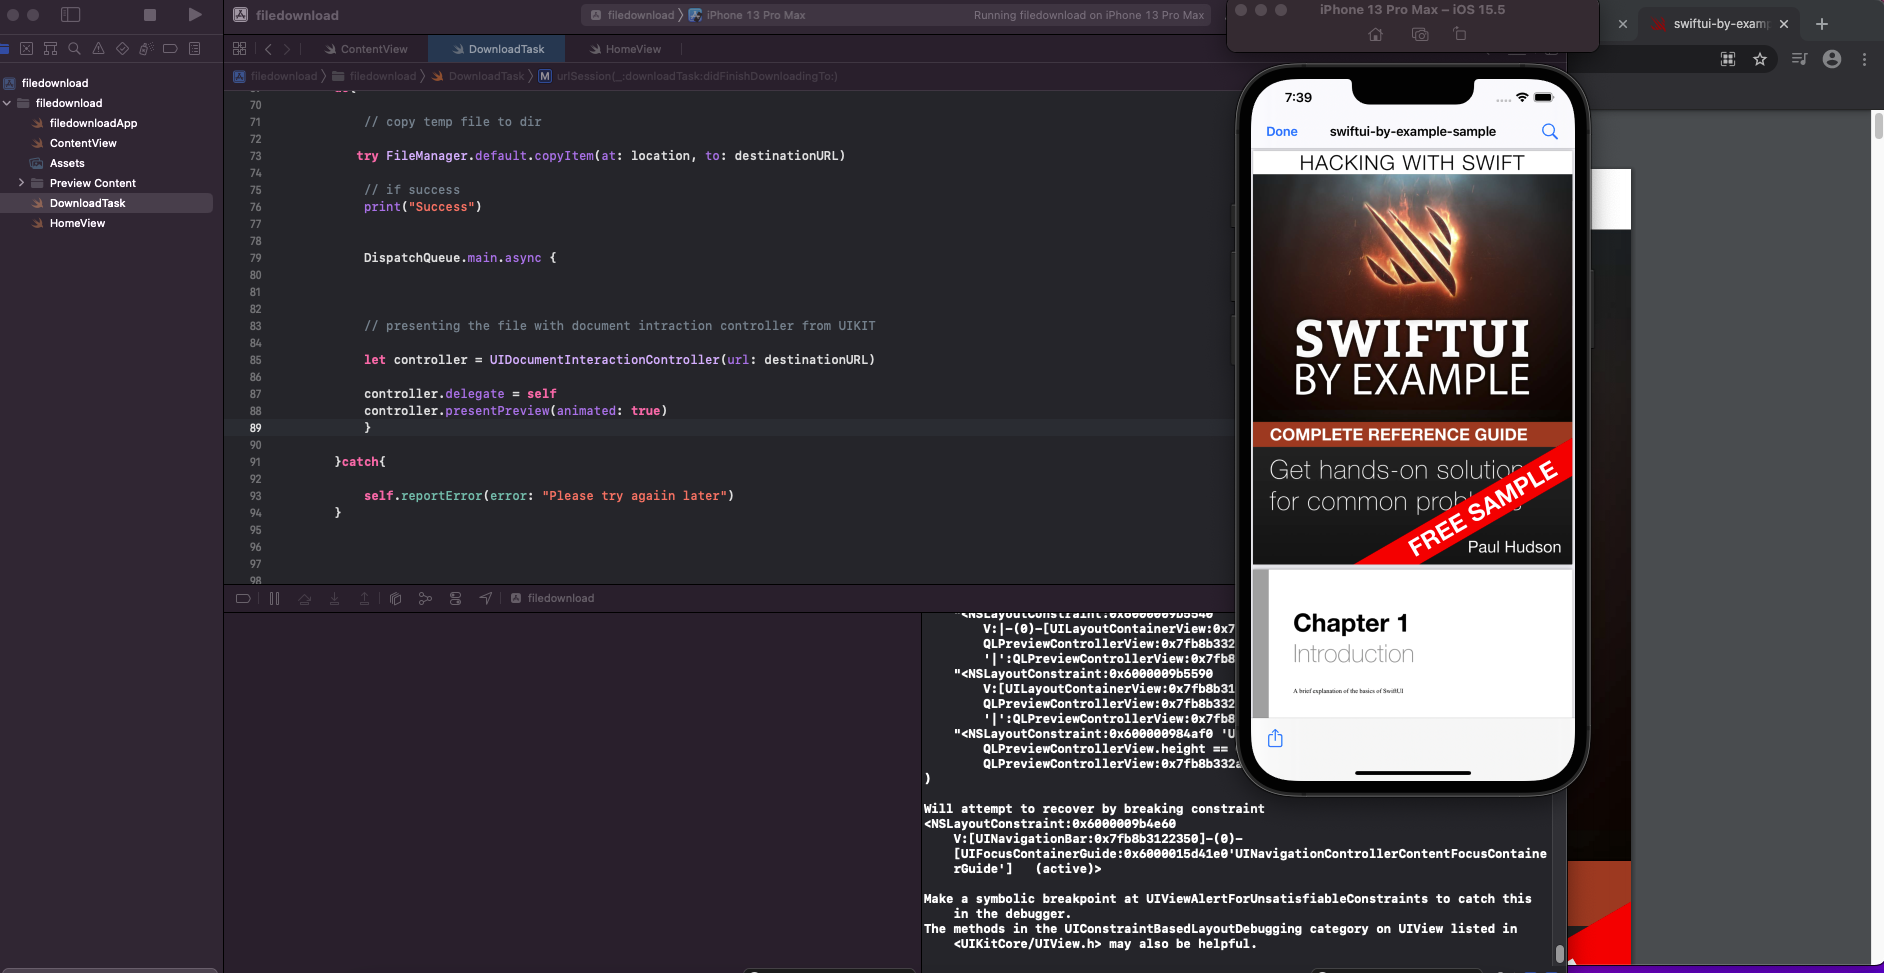 filedownload
filedownload
iPhone 13 Pro Max
Running filedownload on iPhone 13 Pro Max
ContentView
DownloadTask
HomeView
filedownload
filedownload
DownloadTask
M
urlSession(_:downloadTask:didFinishDownloadingTo:)
filedownload
filedownload
filedownloadApp
ContentView
Assets
Preview Content
DownloadTask
HomeView
70
71 // copy temp file to dir
72
73 try FileManager.default.copyItem(at: location, to: destinationURL)
74
75 // if success
76 print("Success")
77
78
79 DispatchQueue.main.async {
80
81
82
83 // presenting the file with document intraction controller from UIKIT
84
85 let controller = UIDocumentInteractionController(url: destinationURL)
86
87 controller.delegate = self
88 controller.presentPreview(animated: true)
89 }
90
91 }catch{
92
93 self.reportError(error: "Please try agaiin later")
94 }
95
96
97
98
filedownload
"<NSLayoutConstraint:0x6000009b5540
V:|-(0)-[UILayoutContainerView:0x7
QLPreviewControllerView:0x7fb8b332
'|':QLPreviewControllerView:0x7fb8
"<NSLayoutConstraint:0x6000009b5590
V:[UILayoutContainerView:0x7fb8b31
QLPreviewControllerView:0x7fb8b332
'|':QLPreviewControllerView:0x7fb8
"<NSLayoutConstraint:0x600000984af0 'U
QLPreviewControllerView.height ==
QLPreviewControllerView:0x7fb8b332a
)
Will attempt to recover by breaking constraint
<NSLayoutConstraint:0x6000009b4e60
V:[UINavigationBar:0x7fb8b3122350]-(0)-
[UIFocusContainerGuide:0x6000015d41e0'UINavigationControllerContentFocusContaine
rGuide'] (active)>
Make a symbolic breakpoint at UIViewAlertForUnsatisfiableConstraints to catch this
in the debugger.
The methods in the UIConstraintBasedLayoutDebugging category on UIView listed in
<UIKitCore/UIView.h> may also be helpful.
iPhone 13 Pro Max – iOS 15.5
7:39
Done
swiftui-by-example-sample
HACKING WITH SWIFT
SWIFTUI
BY EXAMPLE
COMPLETE REFERENCE GUIDE
Get hands-on solution
for common prob
FREE SAMPLE
Paul Hudson
Chapter 1
Introduction
A brief explanation of the basics of SwiftUI
swiftui-by-examp